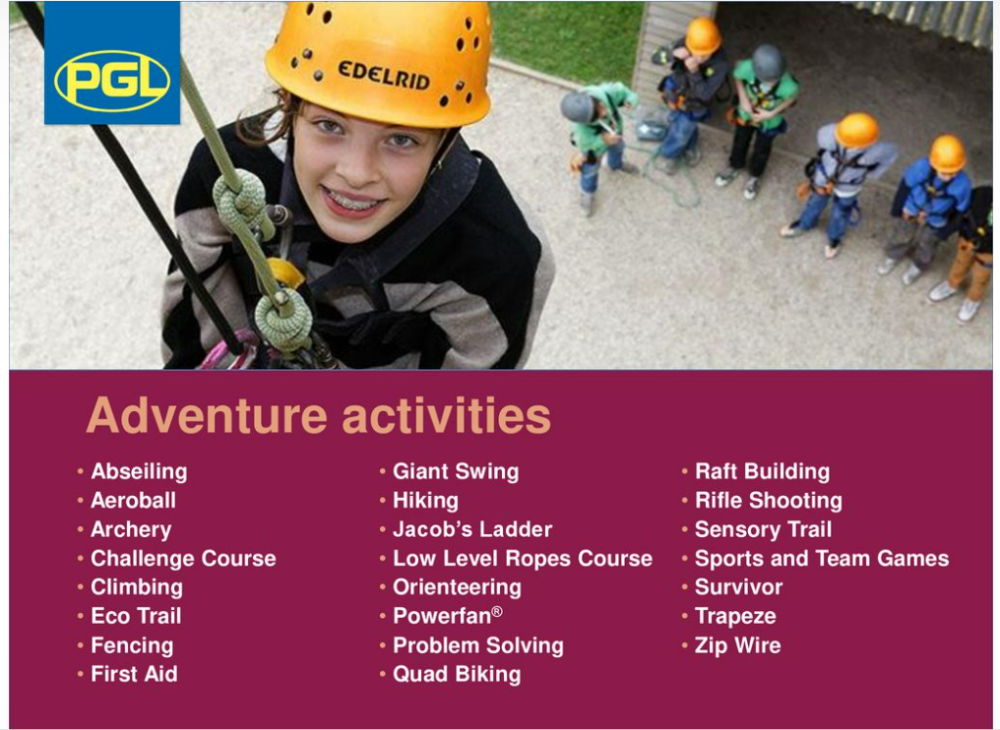 PGL
EDELRID
Adventure activities
• Abseiling
• Aeroball
• Archery
• Challenge Course
• Climbing
• Eco Trail
• Fencing
• First Aid
• Giant Swing
• Hiking
• Jacob’s Ladder
• Low Level Ropes Course
• Orienteering
• Powerfan®
• Problem Solving
• Quad Biking
• Raft Building
• Rifle Shooting
• Sensory Trail
• Sports and Team Games
• Survivor
• Trapeze
• Zip Wire